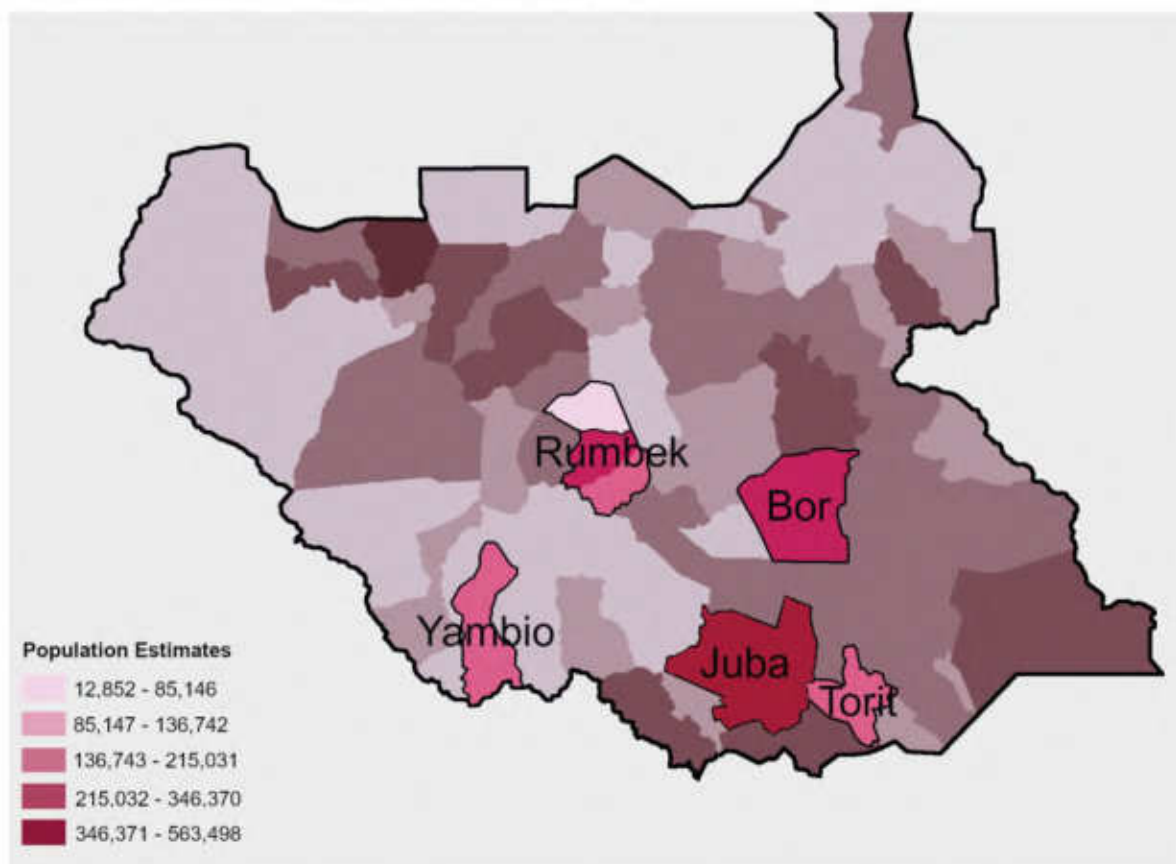 Rumbek
Bor
Yambio
Juba
Torit
Population Estimates
12,852 - 85,146
85,147 - 136,742
136,743 - 215,031
215,032 - 346,370
346,371 - 563,498